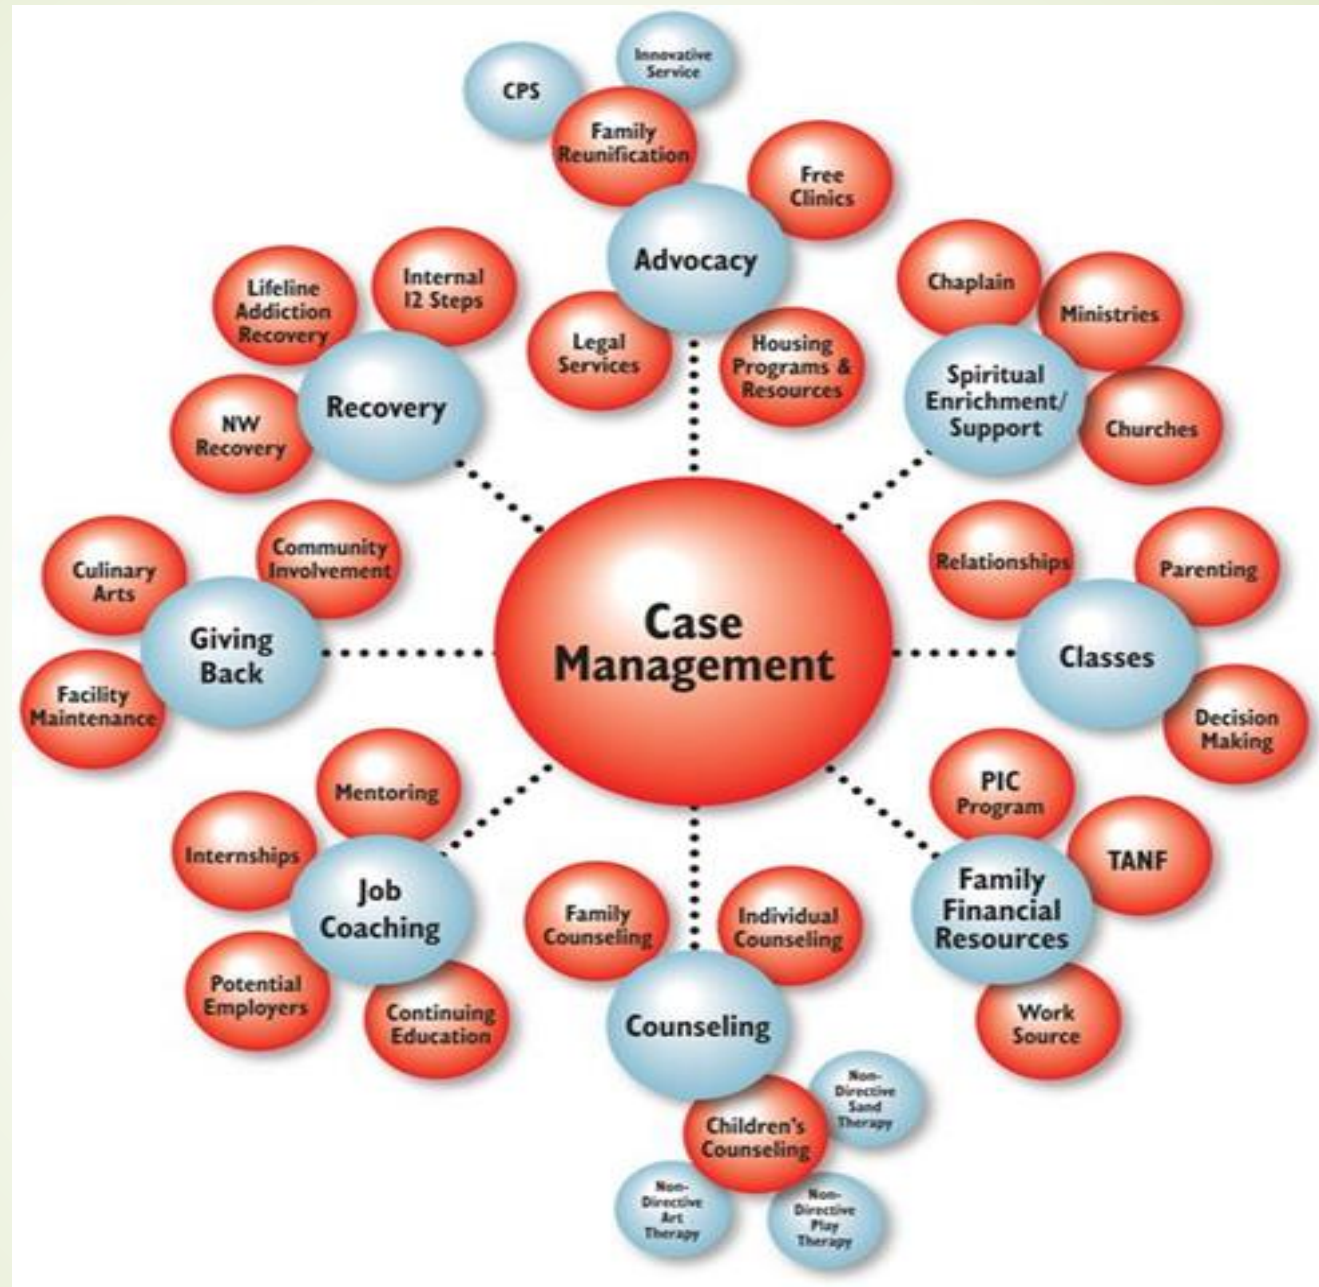 Innovative
Service
CPS
Family
Reunification
Free
Clinics
Advocacy
Legal
Services
Housing
Programs &
Resources
Chaplain
Ministries
Spiritual
Enrichment/
Support
Churches
Relationships
Parenting
Classes
Decision
Making
PIC
Program
TANF
Family
Financial
Resources
Work
Source
Individual
Counseling
Family
Counseling
Counseling
Children's
Counseling
Non-
Directive
Sand
Therapy
Non-
Directive
Play
Therapy
Non-
Directive
Art
Therapy
Mentoring
Internships
Job
Coaching
Potential
Employers
Continuing
Education
Community
Involvement
Culinary
Arts
Giving
Back
Facility
Maintenance
Internal
12 Steps
Lifeline
Addiction
Recovery
Recovery
NW
Recovery
Case
Management